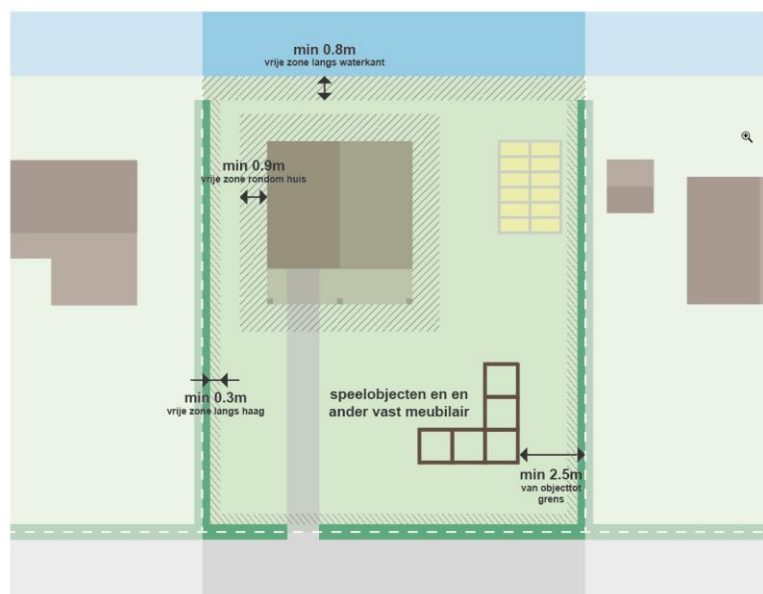 min 0.8m
vrije zone langs waterkant
min 0.9m
vrije zone rondom huis
min 0.3m
vrije zone langs haag
speelobjecten en en
ander vast meubilair
min 2.5m
van objecttot
grens